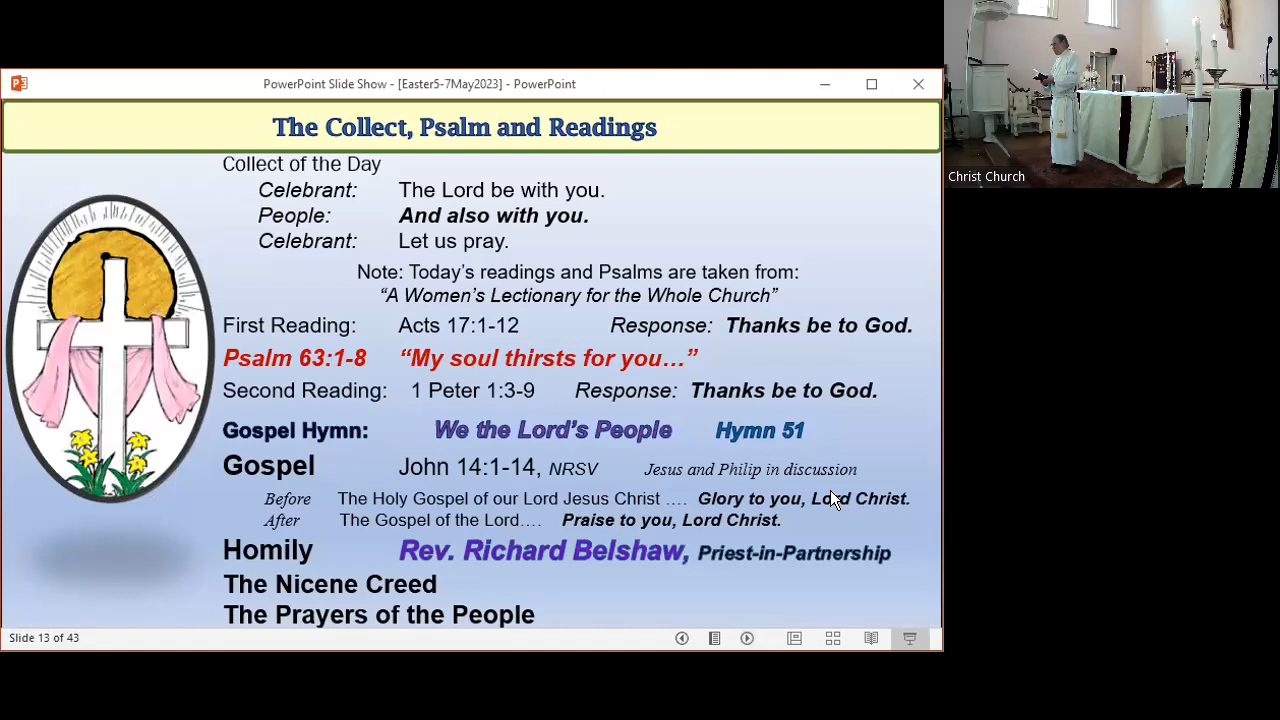 PowerPoint Slide Show - [Easter5-7May2023] - PowerPoint
The Collect, Psalm and Readings
Collect of the Day
Celebrant: The Lord be with you.
People: And also with you.
Celebrant: Let us pray.
Note: Today's readings and Psalms are taken from:
“A Women's Lectionary for the Whole Church”
First Reading: Acts 17:1-12 Response: Thanks be to God.
Psalm 63:1-8 “My soul thirsts for you…”
Second Reading: 1 Peter 1:3-9 Response: Thanks be to God.
Gospel Hymn: We the Lord's People Hymn 51
Gospel John 14:1-14, NRSV Jesus and Philip in discussion
Before The Holy Gospel of our Lord Jesus Christ …. Glory to you, Lord Christ.
After The Gospel of the Lord…. Praise to you, Lord Christ.
Homily Rev. Richard Belshaw, Priest-in-Partnership
The Nicene Creed
The Prayers of the People
Slide 13 of 43
Christ Church